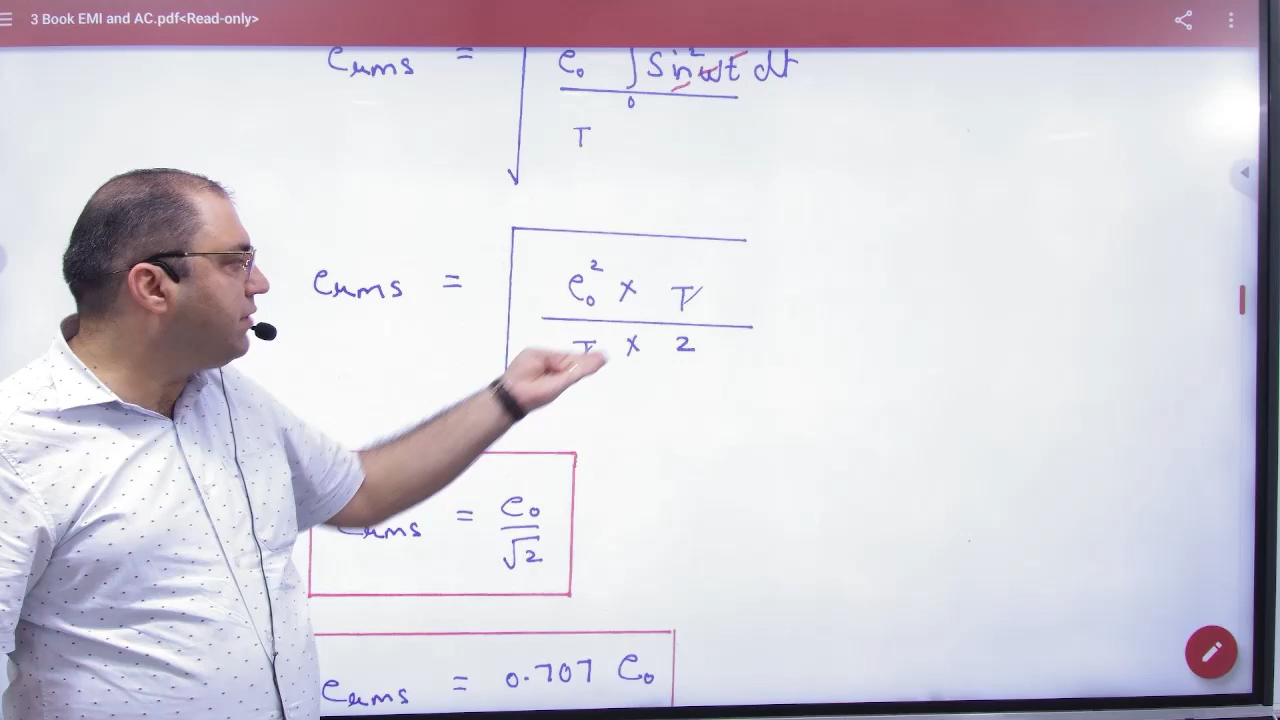 3 Book EMI and AC.pdf<Read-only>
erms = √ e₀ ∫₀ Sin²ωt dt
T
erms = √ e₀² × T
T × 2
erms = e₀
√2
erms = 0.707 e₀